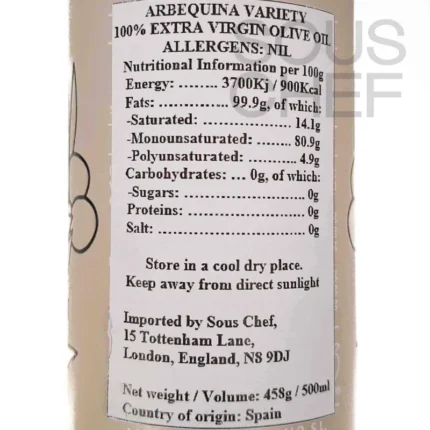 ARBEQUINA VARIETY
100% EXTRA VIRGIN OLIVE OIL
ALLERGENS: NIL
Nutritional Information per 100g
Energy: ........ 3700Kj / 900Kcal
Fats: ............ 99.9g, of which:
-Saturated: ...................... 14.1g
-Monounsaturated: ........ 80.9g
-Polyunsaturated: ............ 4.9g
Carbohydrates: ... 0g, of which:
-Sugars: ............................ 0g
Proteins: ........................... 0g
Salt: .................................. 0g
Store in a cool dry place.
Keep away from direct sunlight
Imported by Sous Chef,
15 Tottenham Lane,
London, England, N8 9DJ
Net weight / Volume: 458g / 500ml
Country of origin: Spain
SOUS
CHEF